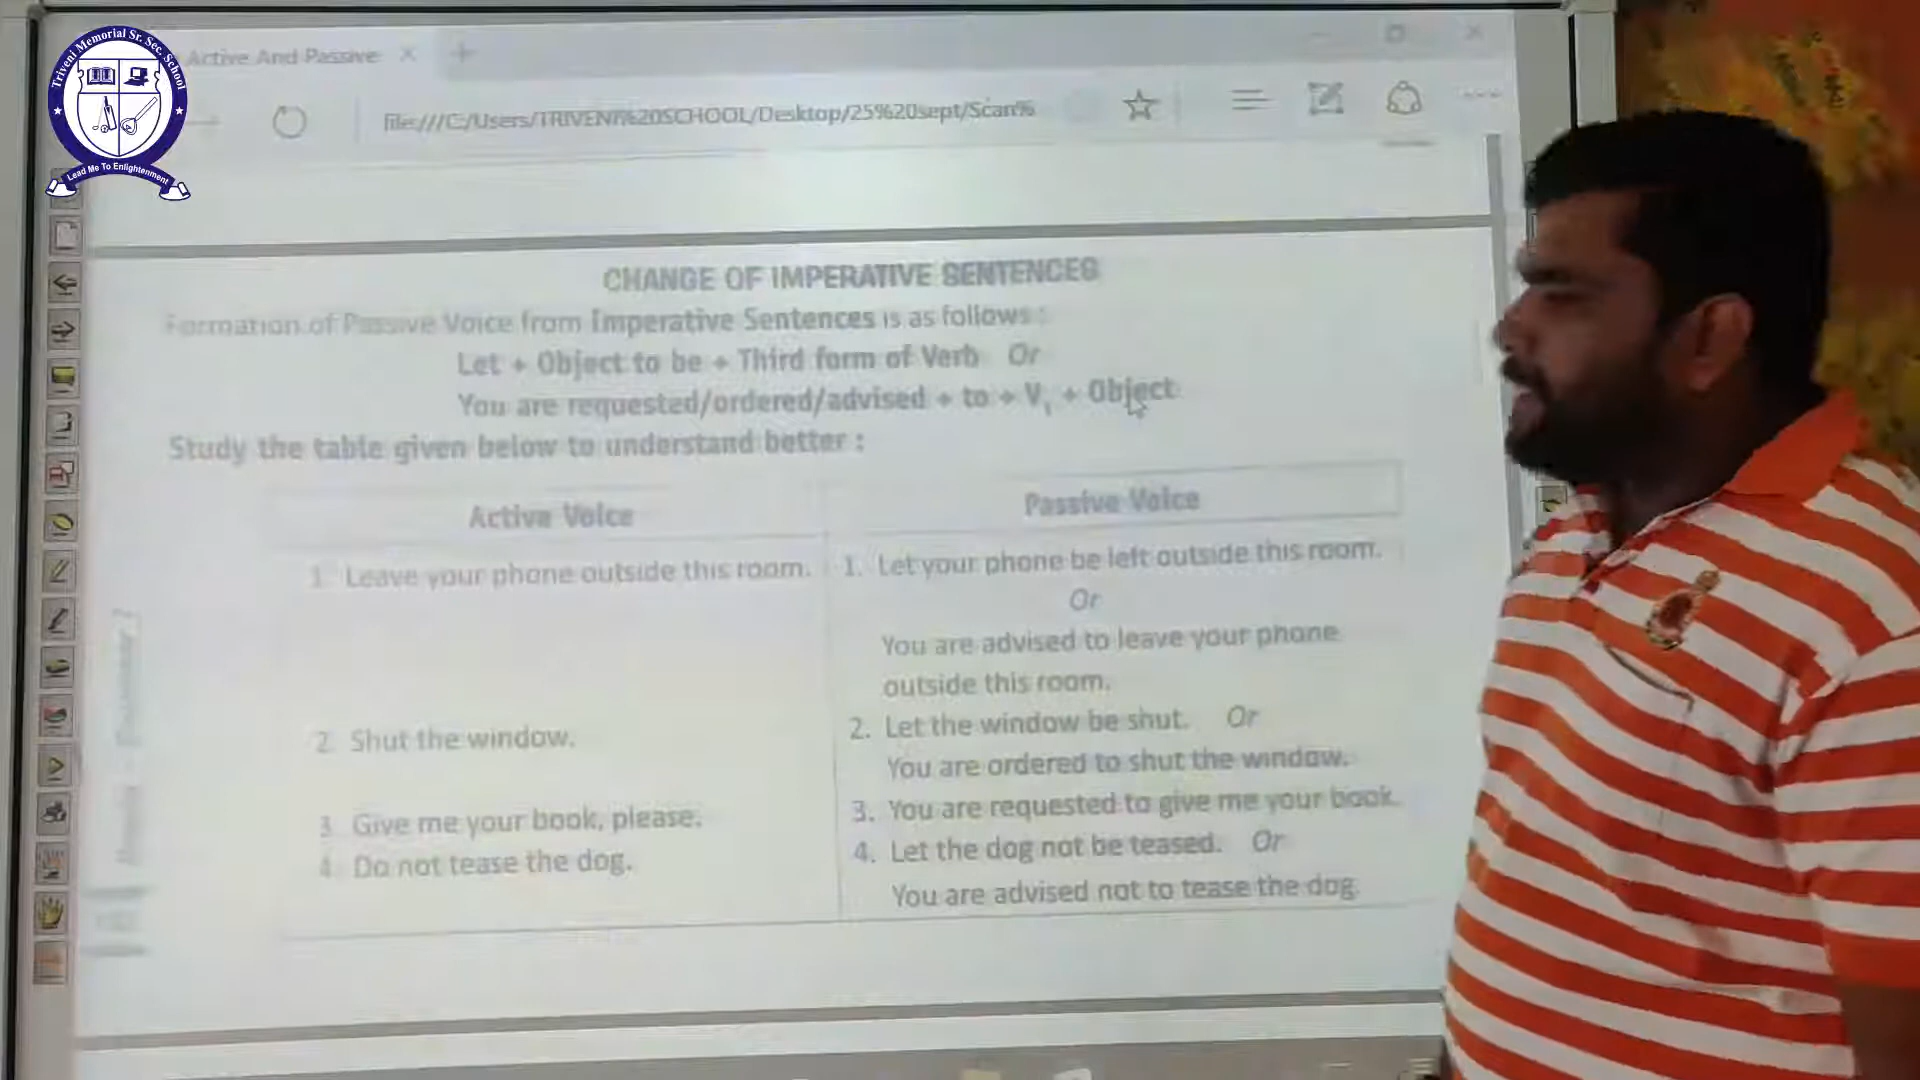 Triveni Memorial Sr. Sec. School
Lead Me To Enlightenment
Active And Passive
file:///C:/Users/TRIVENI%20SCHOOL/Desktop/25%20sept/Scan%
CHANGE OF IMPERATIVE SENTENCES
Formation of Passive Voice from Imperative Sentences is as follows :
Let + Object to be + Third form of Verb Or
You are requested/ordered/advised + to + V₁ + Object
Study the table given below to understand better :
Active Voice
Passive Voice
1. Leave your phone outside this room.
1. Let your phone be left outside this room.
Or
You are advised to leave your phone
outside this room.
2. Shut the window.
2. Let the window be shut. Or
You are ordered to shut the window.
3. Give me your book, please.
3. You are requested to give me your book.
4. Do not tease the dog.
4. Let the dog not be teased. Or
You are advised not to tease the dog.